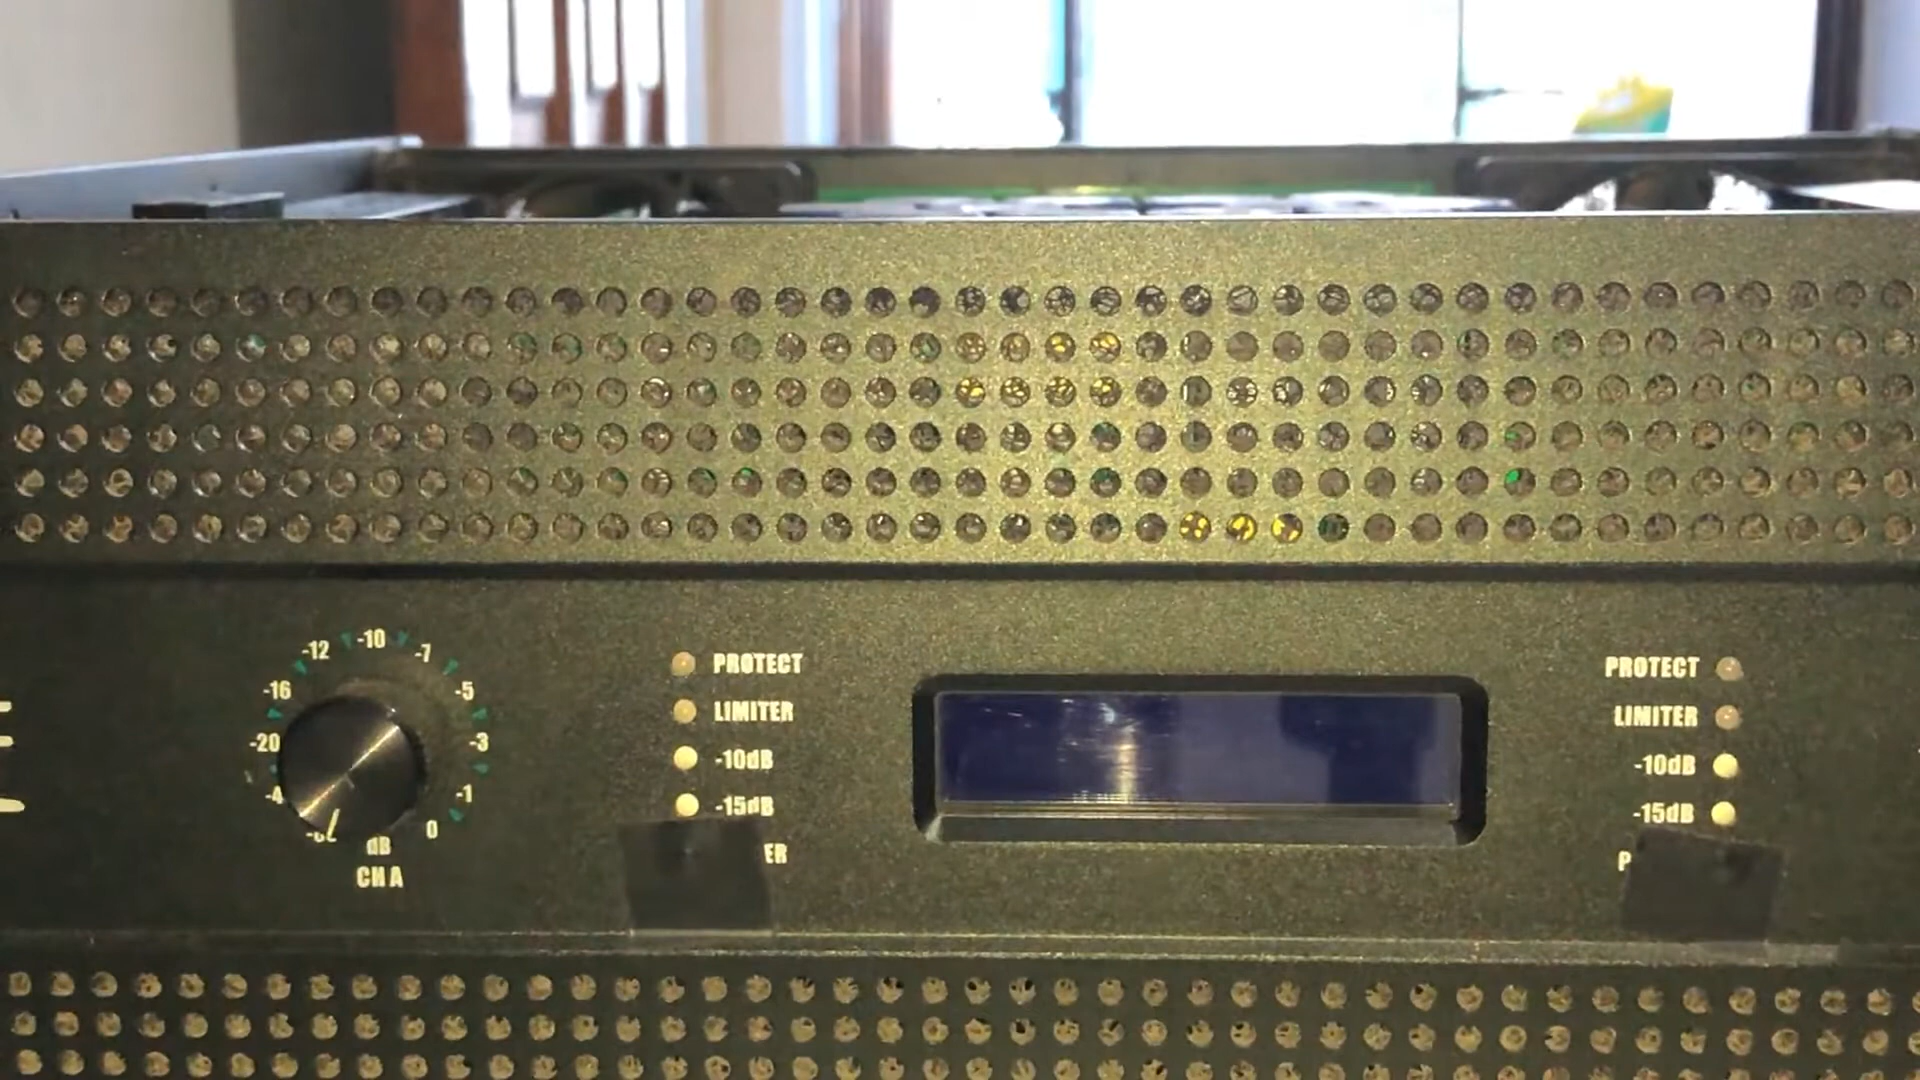 -10
-12
-7
-16
-5
-20
-3
-4
-1
0
dB
CH A
PROTECT
LIMITER
-10dB
-15dB
ER
PROTECT
LIMITER
-10dB
-15dB
P